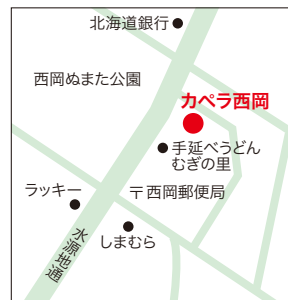 北海道銀行
西岡ぬまた公園
カペラ西岡
手延べうどん
むぎの里
ラッキー
〒西岡郵便局
しまむら
水源地通